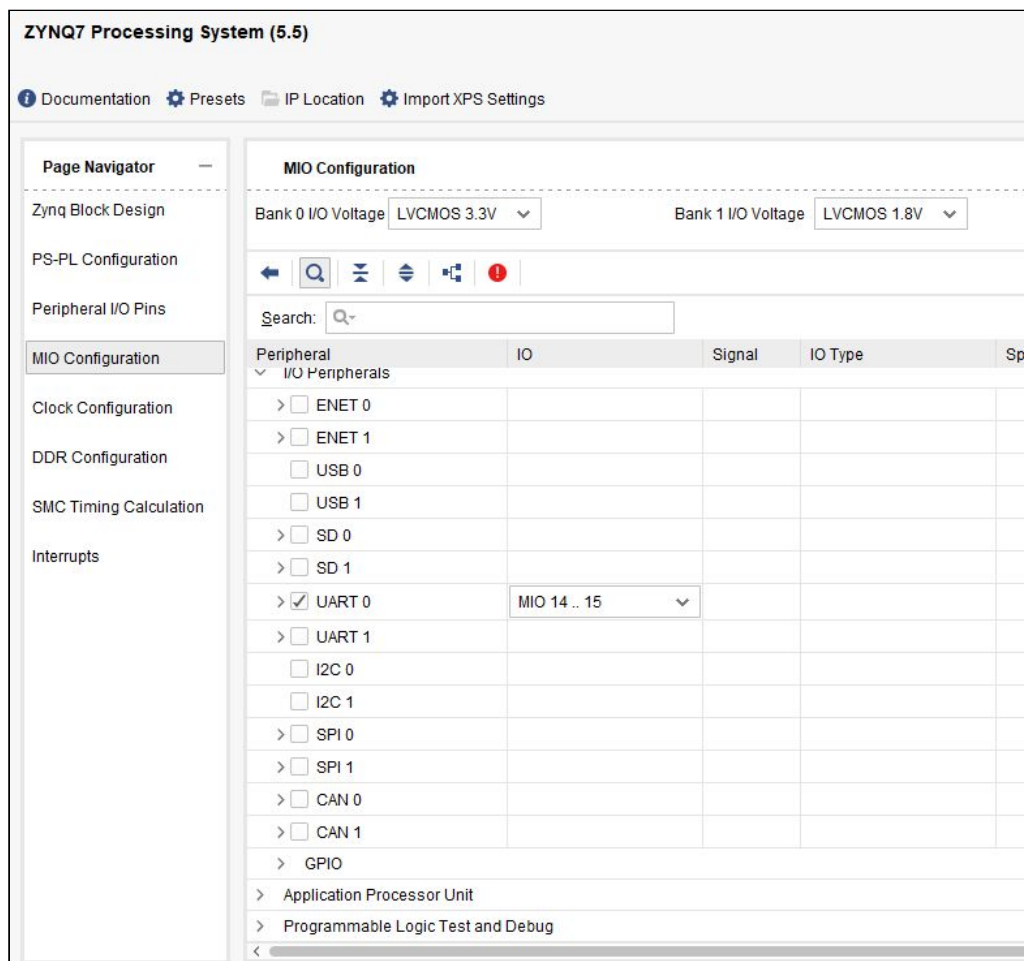 ZYNQ7 Processing System (5.5)
Documentation Presets IP Location Import XPS Settings
Page Navigator
Zynq Block Design
PS-PL Configuration
Peripheral I/O Pins
MIO Configuration
Clock Configuration
DDR Configuration
SMC Timing Calculation
Interrupts
MIO Configuration
Bank 0 I/O Voltage LVCMOS 3.3V Bank 1 I/O Voltage LVCMOS 1.8V
Search:
Peripheral IO Signal IO Type Sp
I/O Peripherals
ENET 0
ENET 1
USB 0
USB 1
SD 0
SD 1
UART 0 MIO 14 .. 15
UART 1
I2C 0
I2C 1
SPI 0
SPI 1
CAN 0
CAN 1
GPIO
Application Processor Unit
Programmable Logic Test and Debug